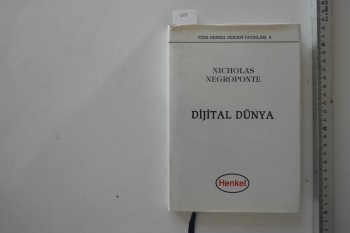 TÜRK HENKEL DERGİSİ YAYINLARI: 2
NICHOLAS
NEGROPONTE
DİJİTAL DÜNYA
Henkel